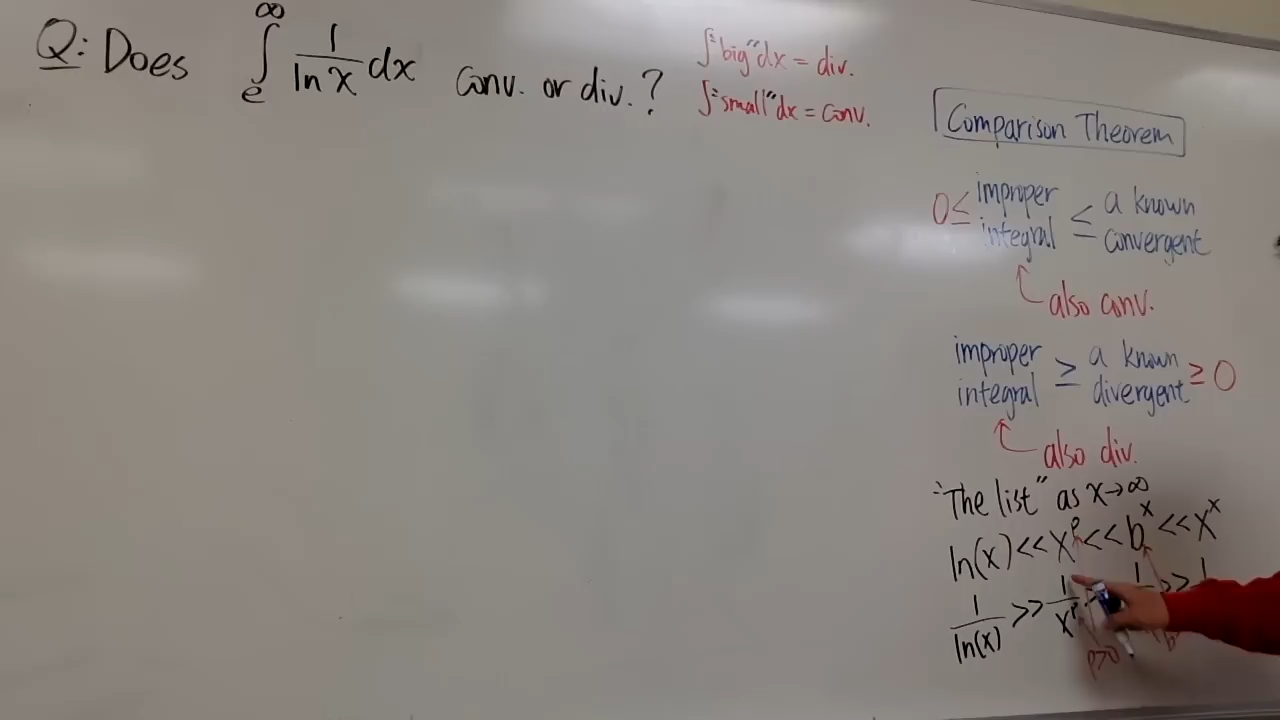 Q: Does ∫_e^∞ 1/(ln x) dx conv. or div.?
∫"big"dx = div.
∫"small"dx = conv.
Comparison Theorem
0 ≤ improper integral ≤ a known convergent
also conv.
improper integral ≥ a known divergent ≥ 0
also div.
"The list" as x→∞
ln(x) << x^p << b^x << x^x
1/ln(x) >> 1/x^p
p>0